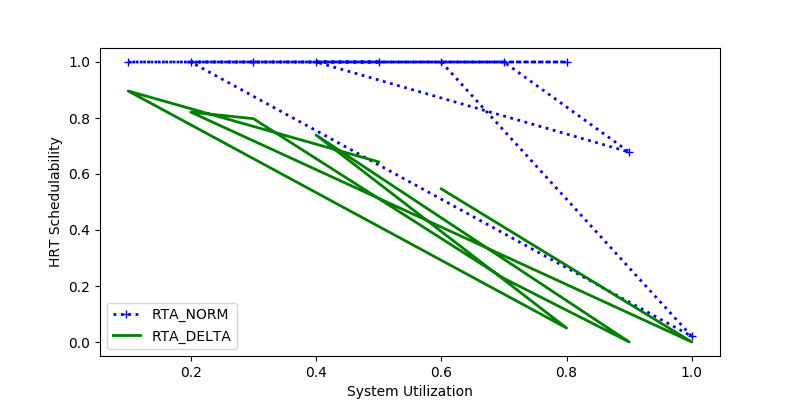 1.0
0.8
0.6
0.4
0.2
0.0
HRT Schedulability
RTA_NORM
RTA_DELTA
0.2 0.4 0.6 0.8 1.0
System Utilization